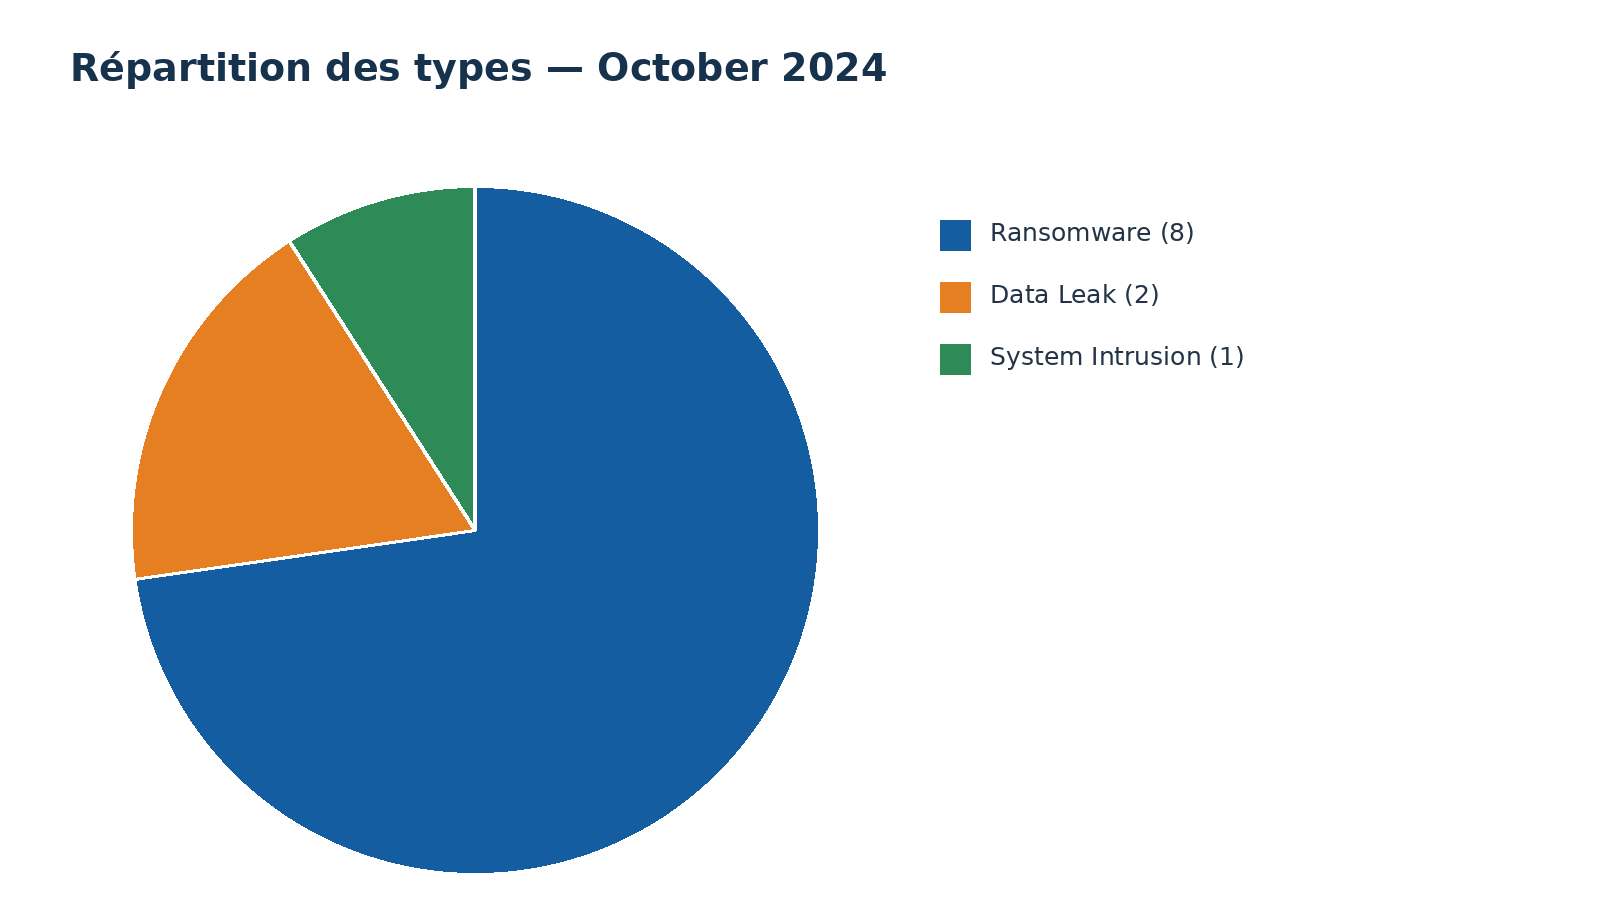 Répartition des types — October 2024
Ransomware (8)
Data Leak (2)
System Intrusion (1)